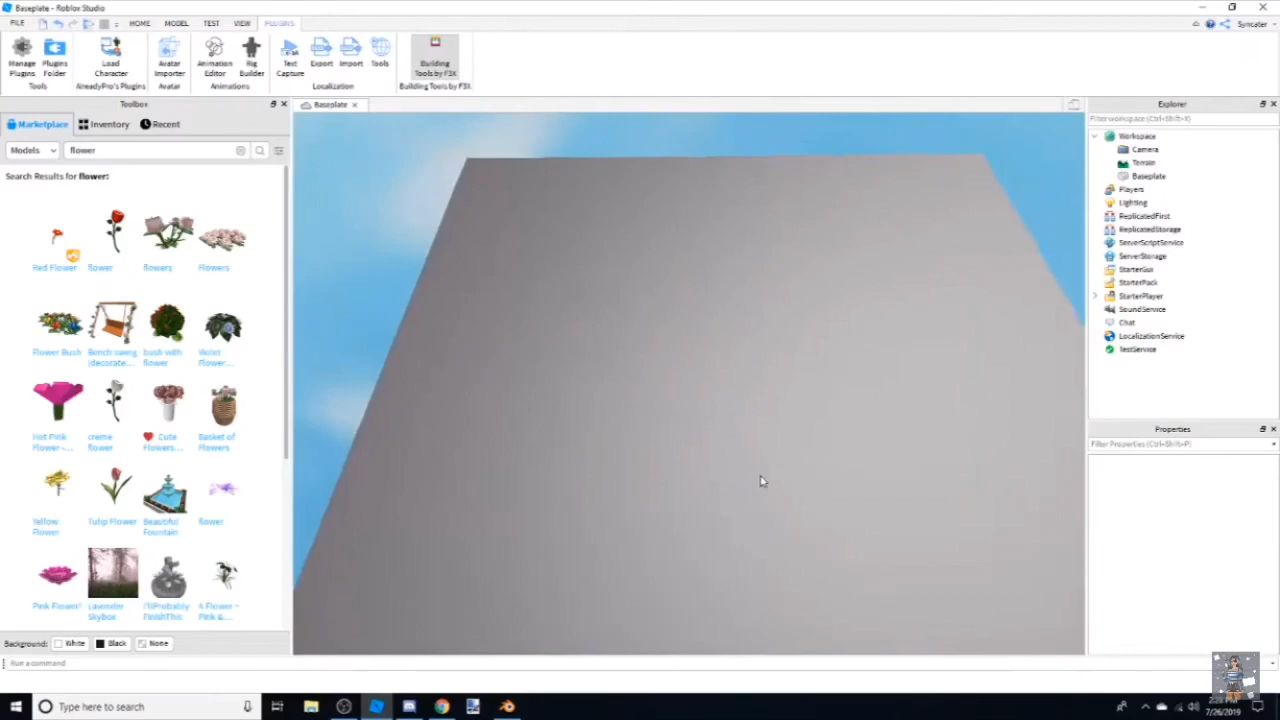 Baseplate - Roblox Studio
FILE HOME MODEL TEST VIEW PLUGINS
Syncater
Manage Plugins
Plugins Folder
Load Character
Avatar Importer
Animation Editor
Rig Builder
Text Capture
Export
Import
Tools
Building Tools by F3X
Tools
AlreadyPro's Plugins
Avatar
Animations
Localization
Building Tools by F3X
Toolbox
Marketplace
Inventory
Recent
Models
flower
Search Results for flower:
Red Flower
flower
flowers
Flowers
Flower Bush
Bench swing (decorate...
bush with flower
Violet Flower...
Hot Pink Flower -...
creme flower
Cute Flowers...
Basket of Flowers
Yellow Flower
Tulip Flower
Beautiful Fountain
flower
Pink Flower!
Lavender Skybox
I'llProbably FinishThis
A Flower - Pink &...
Background: White Black None
Run a command
Baseplate
Explorer
Filter workspace (Ctrl+Shift+X)
Workspace
Camera
Terrain
Baseplate
Players
Lighting
ReplicatedFirst
ReplicatedStorage
ServerScriptService
ServerStorage
StarterGui
StarterPack
StarterPlayer
SoundService
Chat
LocalizationService
TestService
Properties
Filter Properties (Ctrl+Shift+P)
Type here to search
7/26/2019